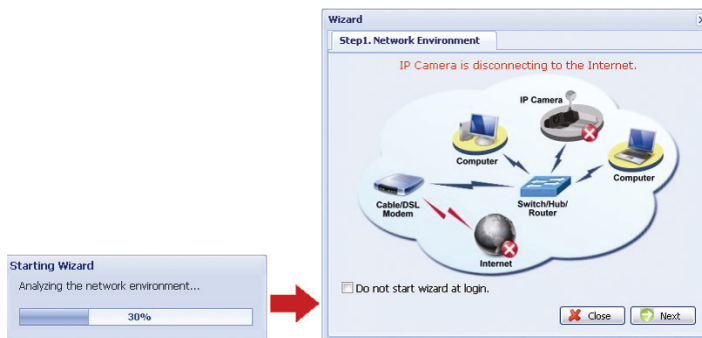 Starting Wizard
Analyzing the network environment...
30%
Wizard
Step1. Network Environment
IP Camera is disconnecting to the Internet.
IP Camera
Computer
Computer
Cable/DSL
Modem
Switch/Hub/
Router
Internet
Do not start wizard at login.
Close
Next